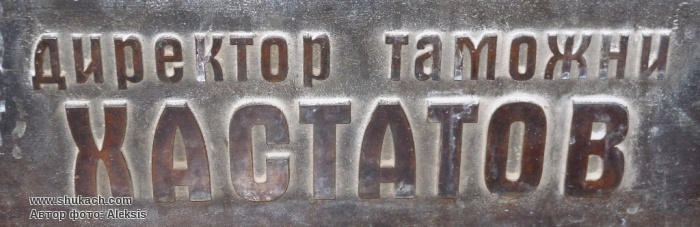 директор таможни
ХАСТАТОВ
www.shukach.com
Автор фото: Aleksis